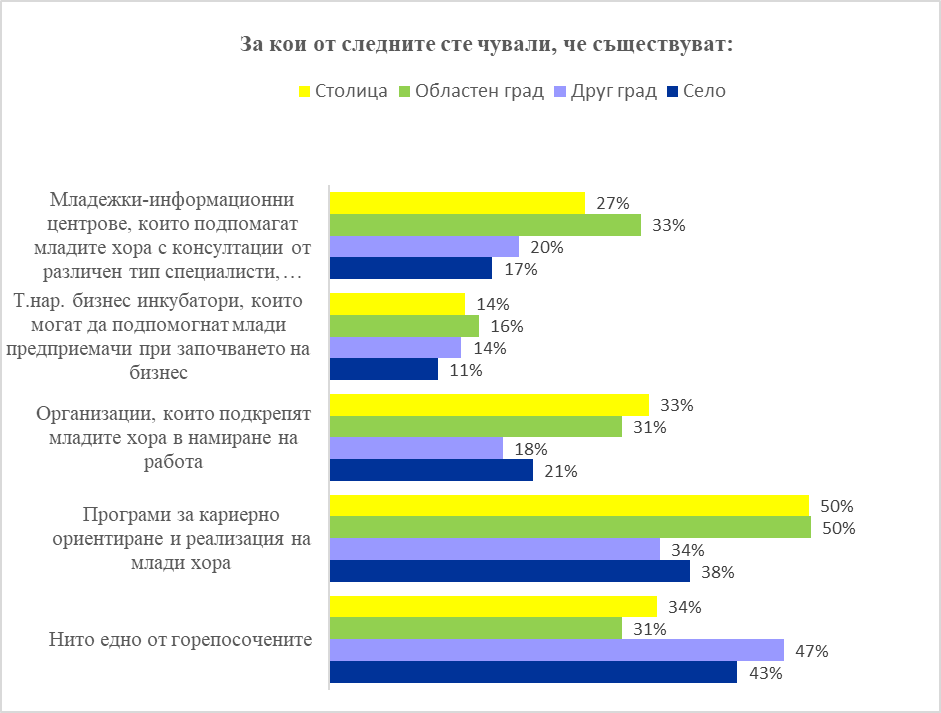 За кои от следните сте чували, че съществуват:
Столица Областен град Друг град Село
Младежки-информационни
центрове, които подпомагат
младите хора с консултации от
различен тип специалисти, …
27%
33%
20%
17%
Т.нар. бизнес инкубатори, които
могат да подпомогнат млади
предприемачи при започването на
бизнес
14%
16%
14%
11%
Организации, които подкрепят
младите хора в намиране на
работа
33%
31%
18%
21%
Програми за кариерно
ориентиране и реализация на
млади хора
50%
50%
34%
38%
Нито едно от горепосочените
34%
31%
47%
43%